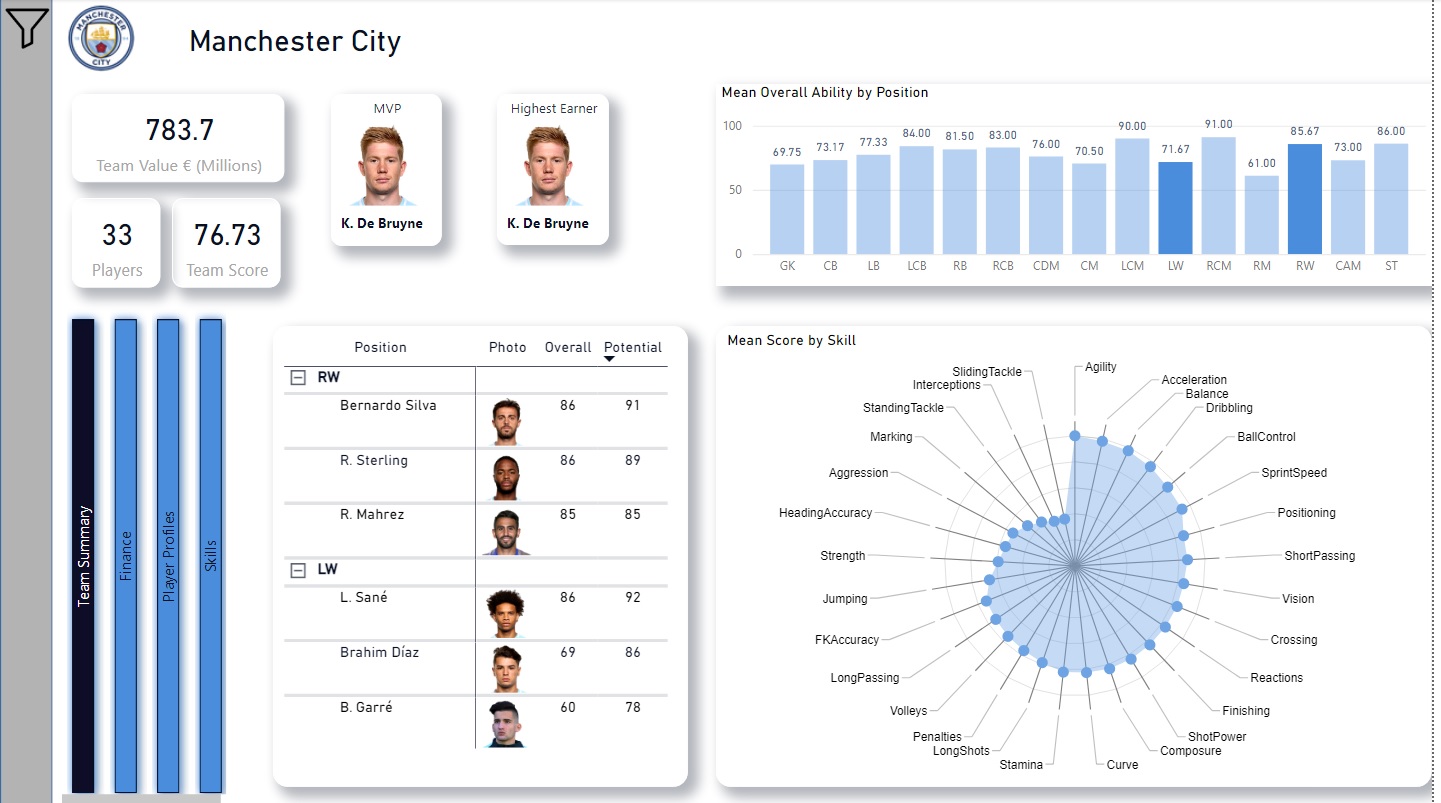 MANCHESTER
CITY
Manchester City
783.7
Team Value € (Millions)
33
Players
76.73
Team Score
MVP
K. De Bruyne
Highest Earner
K. De Bruyne
Mean Overall Ability by Position
100
50
0
69.75 73.17 77.33 84.00 81.50 83.00 76.00 70.50 90.00 71.67 91.00 61.00 85.67 73.00 86.00
GK CB LB LCB RB RCB CDM CM LCM LW RCM RM RW CAM ST
Team Summary
Finance
Player Profiles
Skills
Position Photo Overall Potential
RW
Bernardo Silva 86 91
R. Sterling 86 89
R. Mahrez 85 85
LW
L. Sané 86 92
Brahim Díaz 69 86
B. Garré 60 78
Mean Score by Skill
Agility
Acceleration
Balance
Dribbling
BallControl
SprintSpeed
Positioning
ShortPassing
Vision
Crossing
Reactions
Finishing
ShotPower
Composure
Curve
Stamina
LongShots
Penalties
Volleys
LongPassing
FKAccuracy
Jumping
Strength
HeadingAccuracy
Aggression
Marking
StandingTackle
Interceptions
SlidingTackle